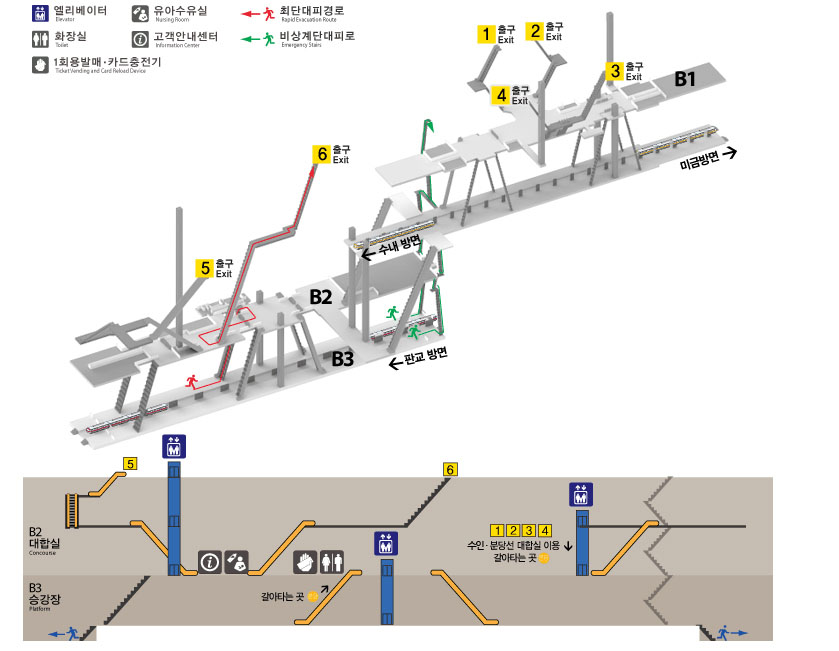 엘리베이터
Elevator
유아수유실
Nursing Room
최단대피경로
Rapid Evacuation Route
화장실
Toilet
고객안내센터
Information Center
비상계단대피로
Emergency Stairs
1회용발매·카드충전기
Ticket Vending and Card Reload Device
1 출구
Exit
2 출구
Exit
3 출구
Exit
4 출구
Exit
B1
미금방면
6 출구
Exit
수내 방면
5 출구
Exit
B2
B3
판교 방면
5
6
B2
대합실
Concourse
1 2 3 4
수인·분당선 대합실 이용
갈아타는 곳
B3
승강장
Platform
갈아타는 곳